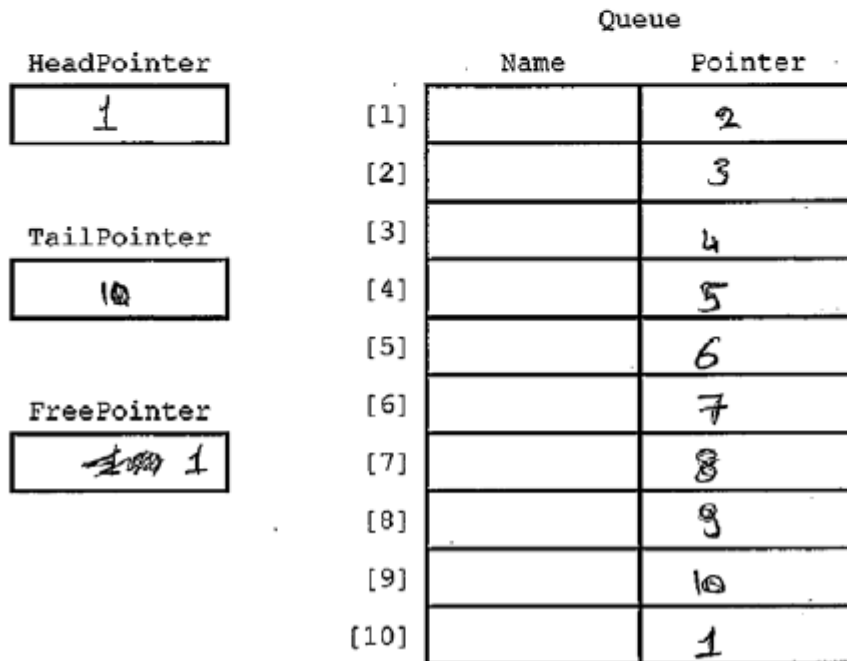 Queue
HeadPointer
1
TailPointer
10
FreePointer
1
Name Pointer
[1] 2
[2] 3
[3] 4
[4] 5
[5] 6
[6] 7
[7] 8
[8] 9
[9] 10
[10] 1